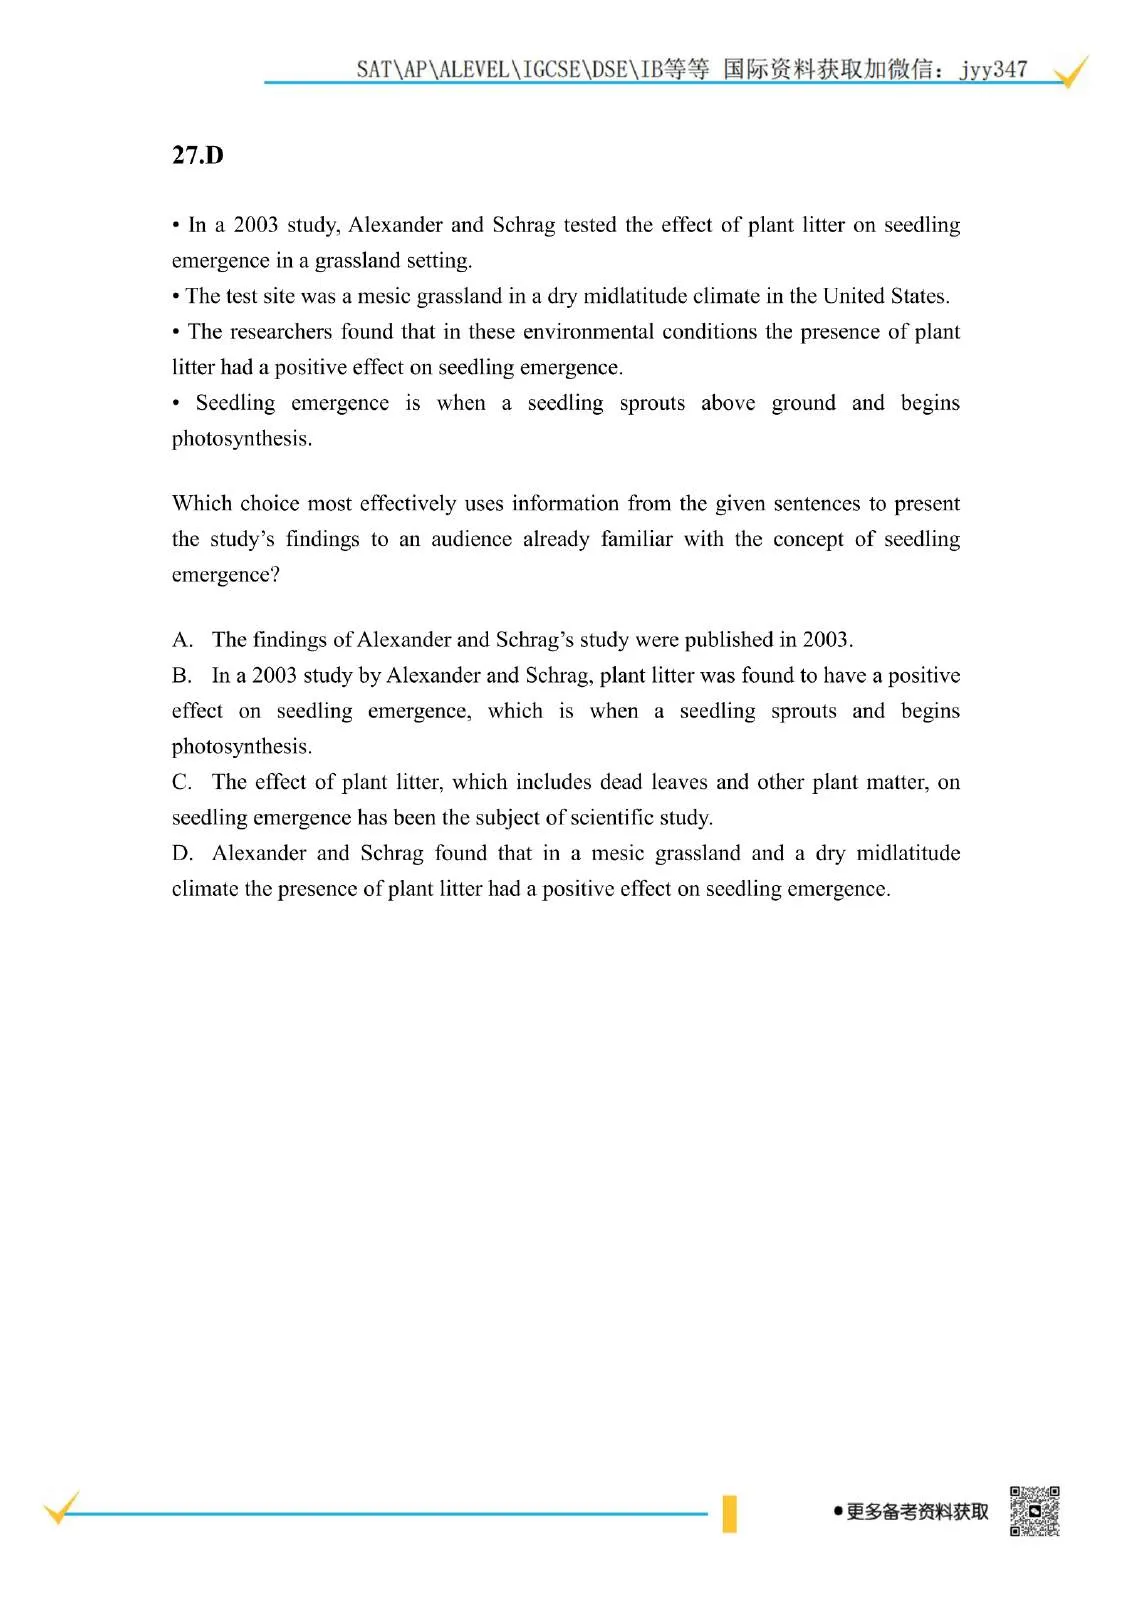 SAT\AP\ALEVEL\IGCSE\DSE\IB等等 国际资料获取加微信：jyy347
27.D
• In a 2003 study, Alexander and Schrag tested the effect of plant litter on seedling
emergence in a grassland setting.
• The test site was a mesic grassland in a dry midlatitude climate in the United States.
• The researchers found that in these environmental conditions the presence of plant
litter had a positive effect on seedling emergence.
• Seedling emergence is when a seedling sprouts above ground and begins
photosynthesis.
Which choice most effectively uses information from the given sentences to present
the study’s findings to an audience already familiar with the concept of seedling
emergence?
A. The findings of Alexander and Schrag’s study were published in 2003.
B. In a 2003 study by Alexander and Schrag, plant litter was found to have a positive
effect on seedling emergence, which is when a seedling sprouts and begins
photosynthesis.
C. The effect of plant litter, which includes dead leaves and other plant matter, on
seedling emergence has been the subject of scientific study.
D. Alexander and Schrag found that in a mesic grassland and a dry midlatitude
climate the presence of plant litter had a positive effect on seedling emergence.
•更多备考资料获取